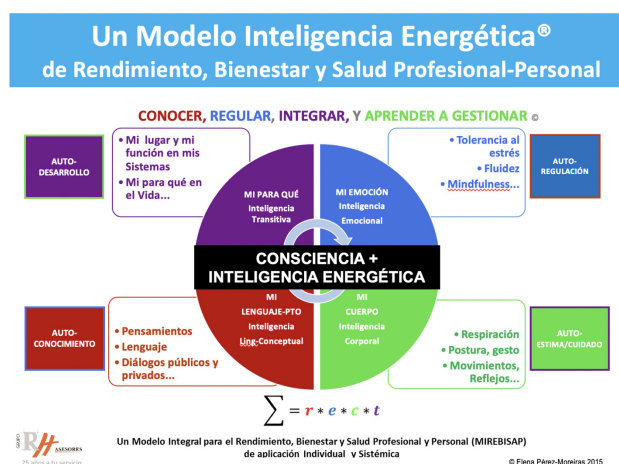 Un Modelo Inteligencia Energética®
de Rendimiento, Bienestar y Salud Profesional-Personal
CONOCER, REGULAR, INTEGRAR, Y APRENDER A GESTIONAR ©
AUTO-
DESARROLLO
• Mi lugar y mi
función en mis
Sistemas
• Mi para qué en
el Vida...
MI PARA QUÉ
Inteligencia
Transitiva
MI EMOCIÓN
Inteligencia
Emocional
• Tolerancia al
estrés
• Fluidez
• Mindfulness...
AUTO-
REGULACIÓN
CONSCIENCIA +
INTELIGENCIA ENERGÉTICA
AUTO-
CONOCIMIENTO
• Pensamientos
• Lenguaje
• Diálogos públicos y
privados...
MI
LENGUAJE-PTO
Inteligencia
Ling-Conceptual
MI
CUERPO
Inteligencia
Corporal
• Respiración
• Postura, gesto
• Movimientos,
Reflejos...
AUTO-
ESTIMA/CUIDADO
∑ = r * e * c * t
GRUPO
RH ASESORES
25 años a tu servicio
Un Modelo Integral para el Rendimiento, Bienestar y Salud Profesional y Personal (MIREBISAP)
de aplicación Individual y Sistémica
© Elena Pérez-Moreiras 2015